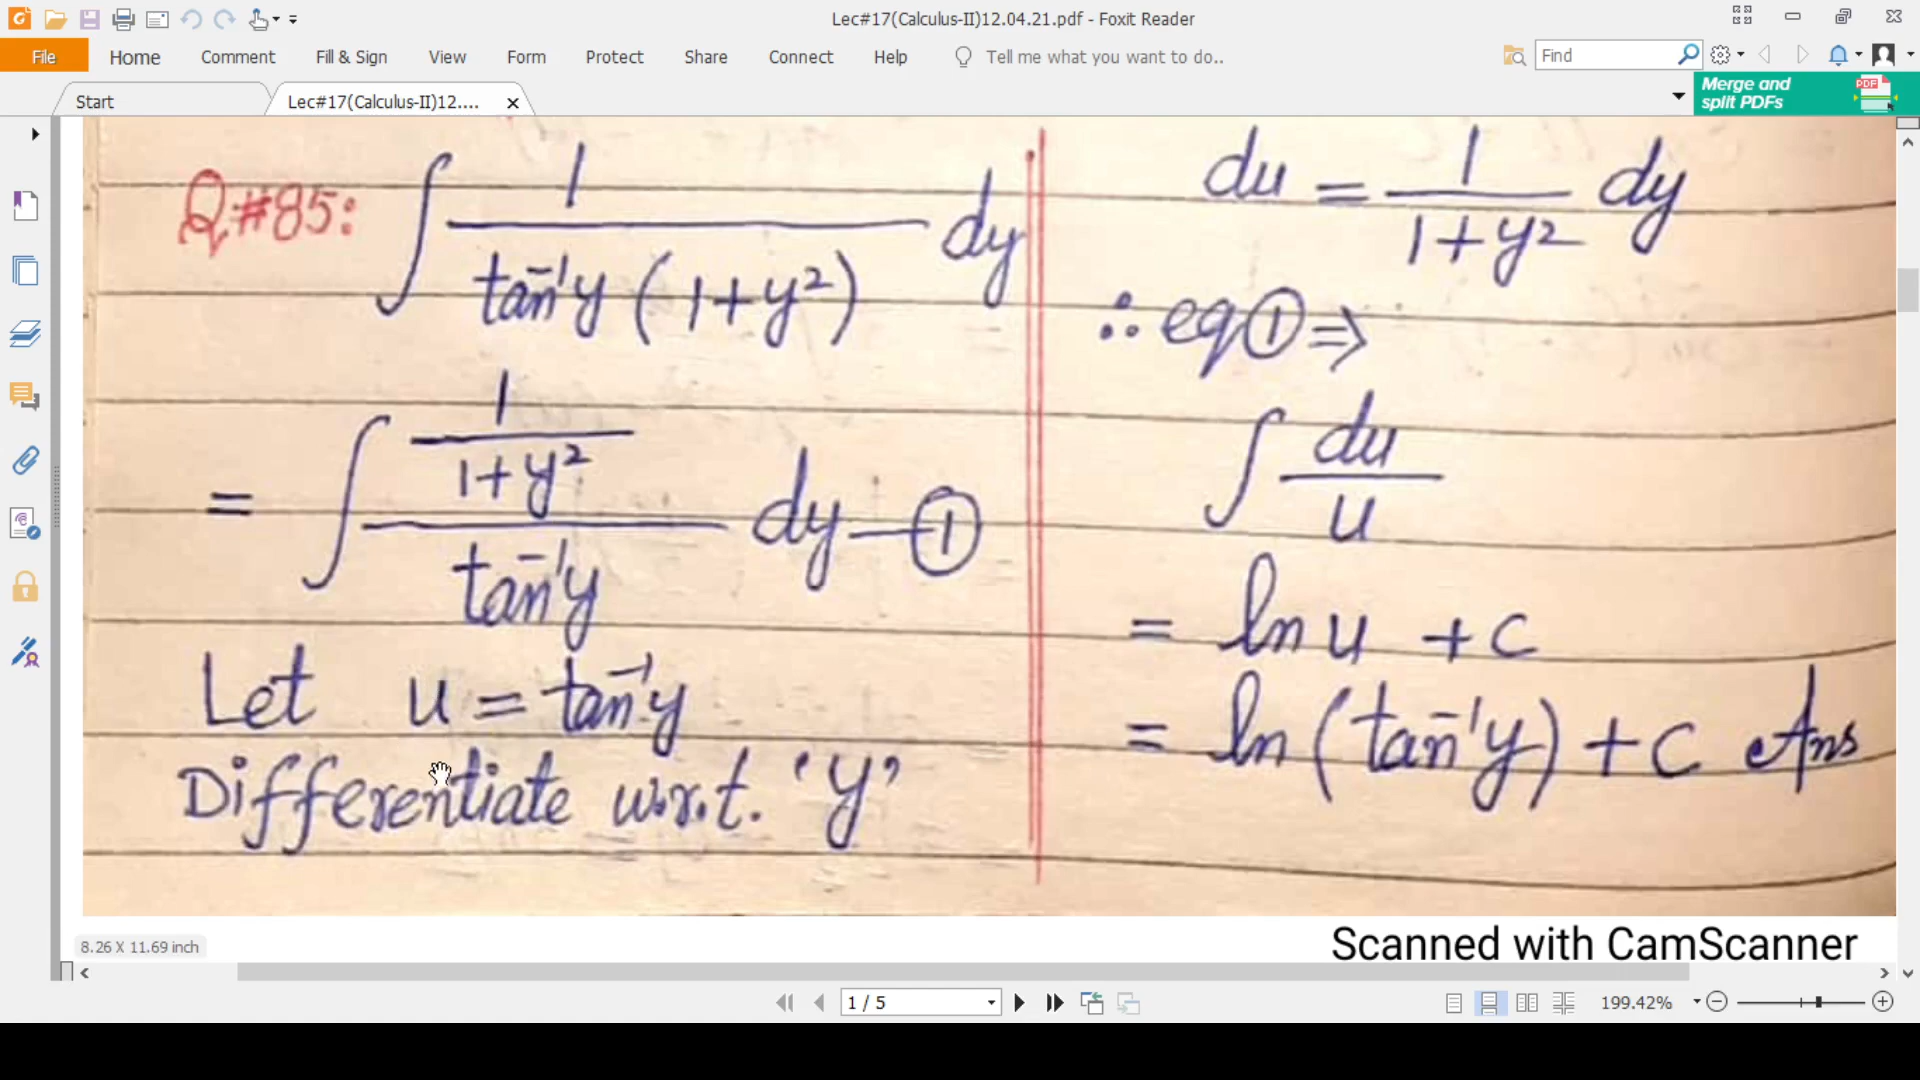 Lec#17(Calculus-II)12.04.21.pdf - Foxit Reader
File Home Comment Fill & Sign View Form Protect Share Connect Help Tell me what you want to do.. Find
Start Lec#17(Calculus-II)12.... Merge and
split PDFs
PDF
Q#85: ∫ 1 / (tan⁻¹y (1+y²)) dy
= ∫ (1/(1+y²)) / (tan⁻¹y) dy — ①
Let u = tan⁻¹y
Differentiate w.r.t. 'y'
du = 1/(1+y²) dy
∴ eq ① ⇒
∫ du/u
= ln u + c
= ln (tan⁻¹y) + c Ans
Scanned with CamScanner
8.26 X 11.69 inch
1 / 5
199.42%